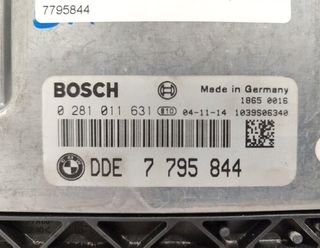 7795844
BOSCH
Made in Germany
1865 0016
0 281 011 631 04-11-14 1039S06340
DDE 7 795 844